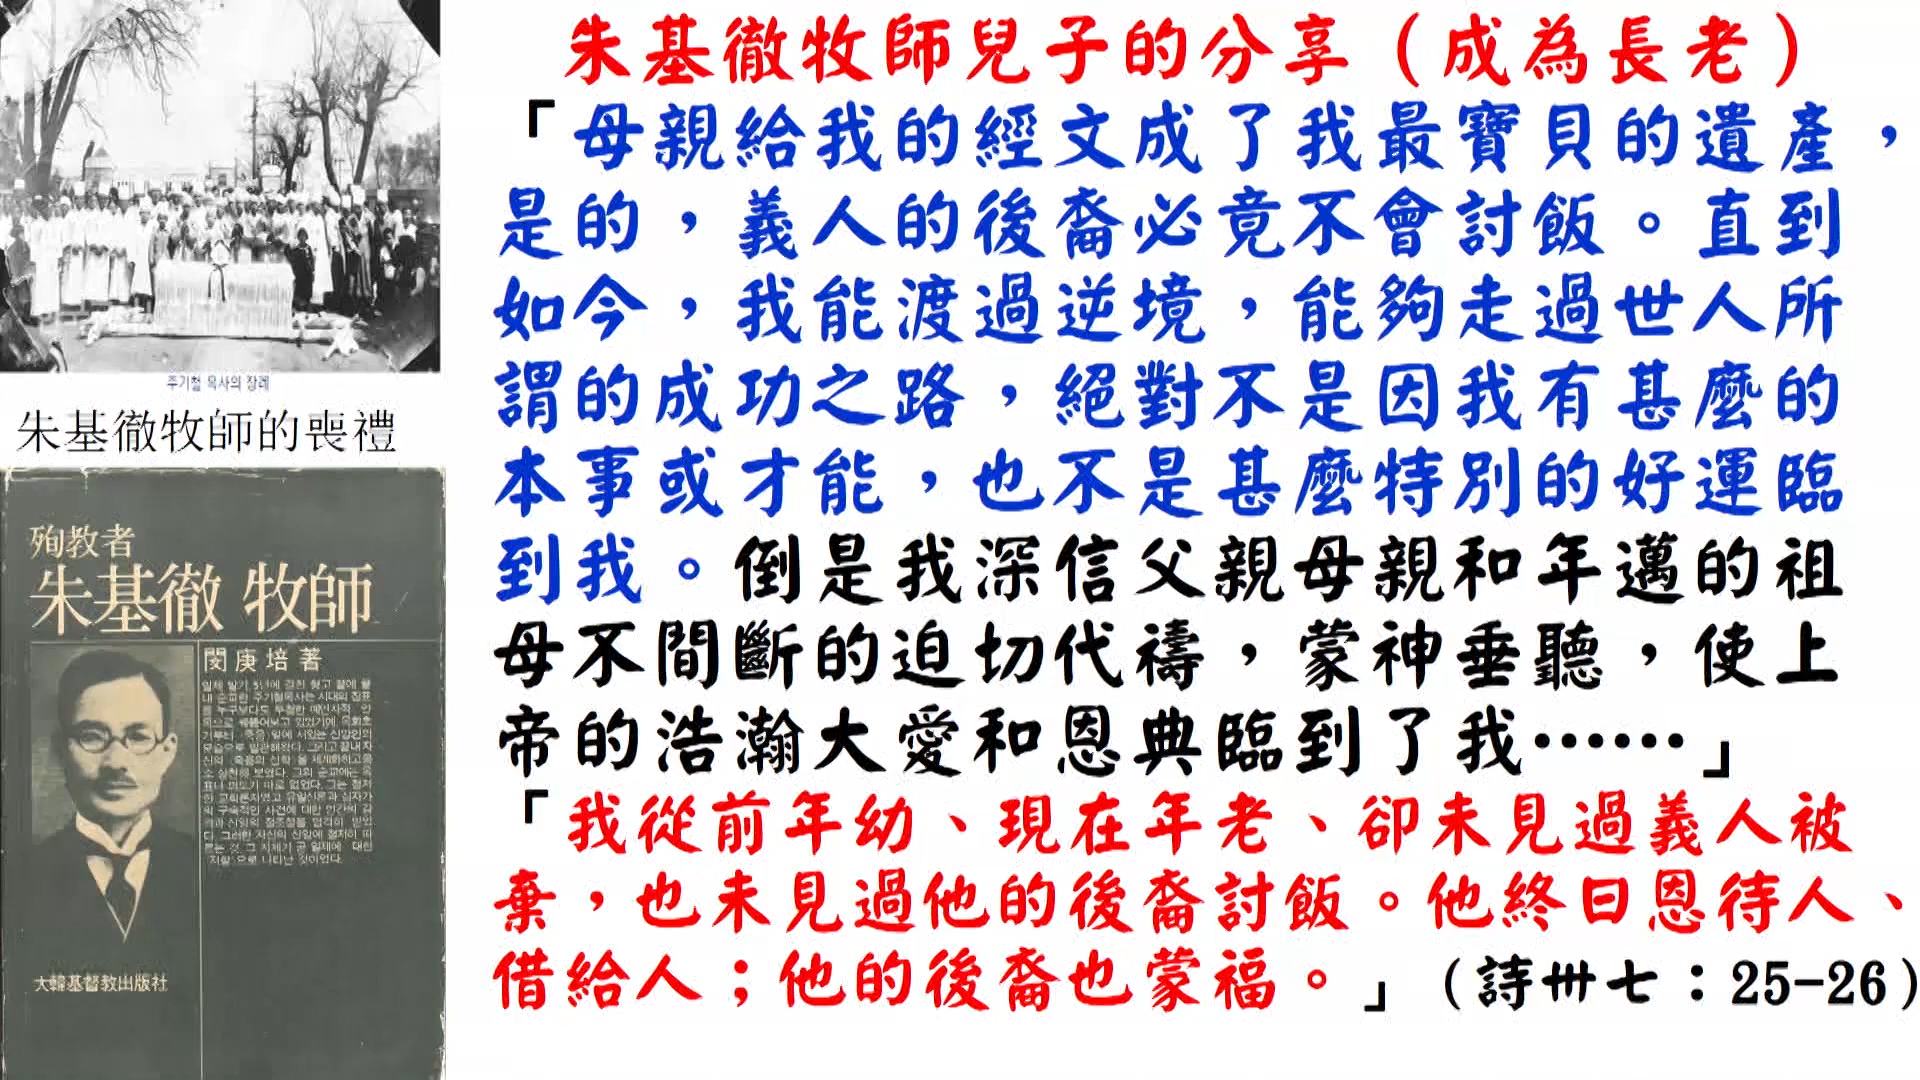 朱基徹牧師兒子的分享（成為長老）
「母親給我的經文成了我最寶貝的遺產，
是的，義人的後裔必竟不會討飯。直到
如今，我能渡過逆境，能夠走過世人所
謂的成功之路，絕對不是因我有甚麼的
本事或才能，也不是甚麼特別的好運臨
到我。倒是我深信父親母親和年邁的祖
母不間斷的迫切代禱，蒙神垂聽，使上
帝的浩瀚大愛和恩典臨到了我……」
「我從前年幼、現在年老、卻未見過義人被
棄，也未見過他的後裔討飯。他終日恩待人、
借給人；他的後裔也蒙福。」（詩卅七：25-26）
주기철 목사의 장례
朱基徹牧師的喪禮
殉教者
朱基徹 牧師
閔庚培著
大韓基督教出版社